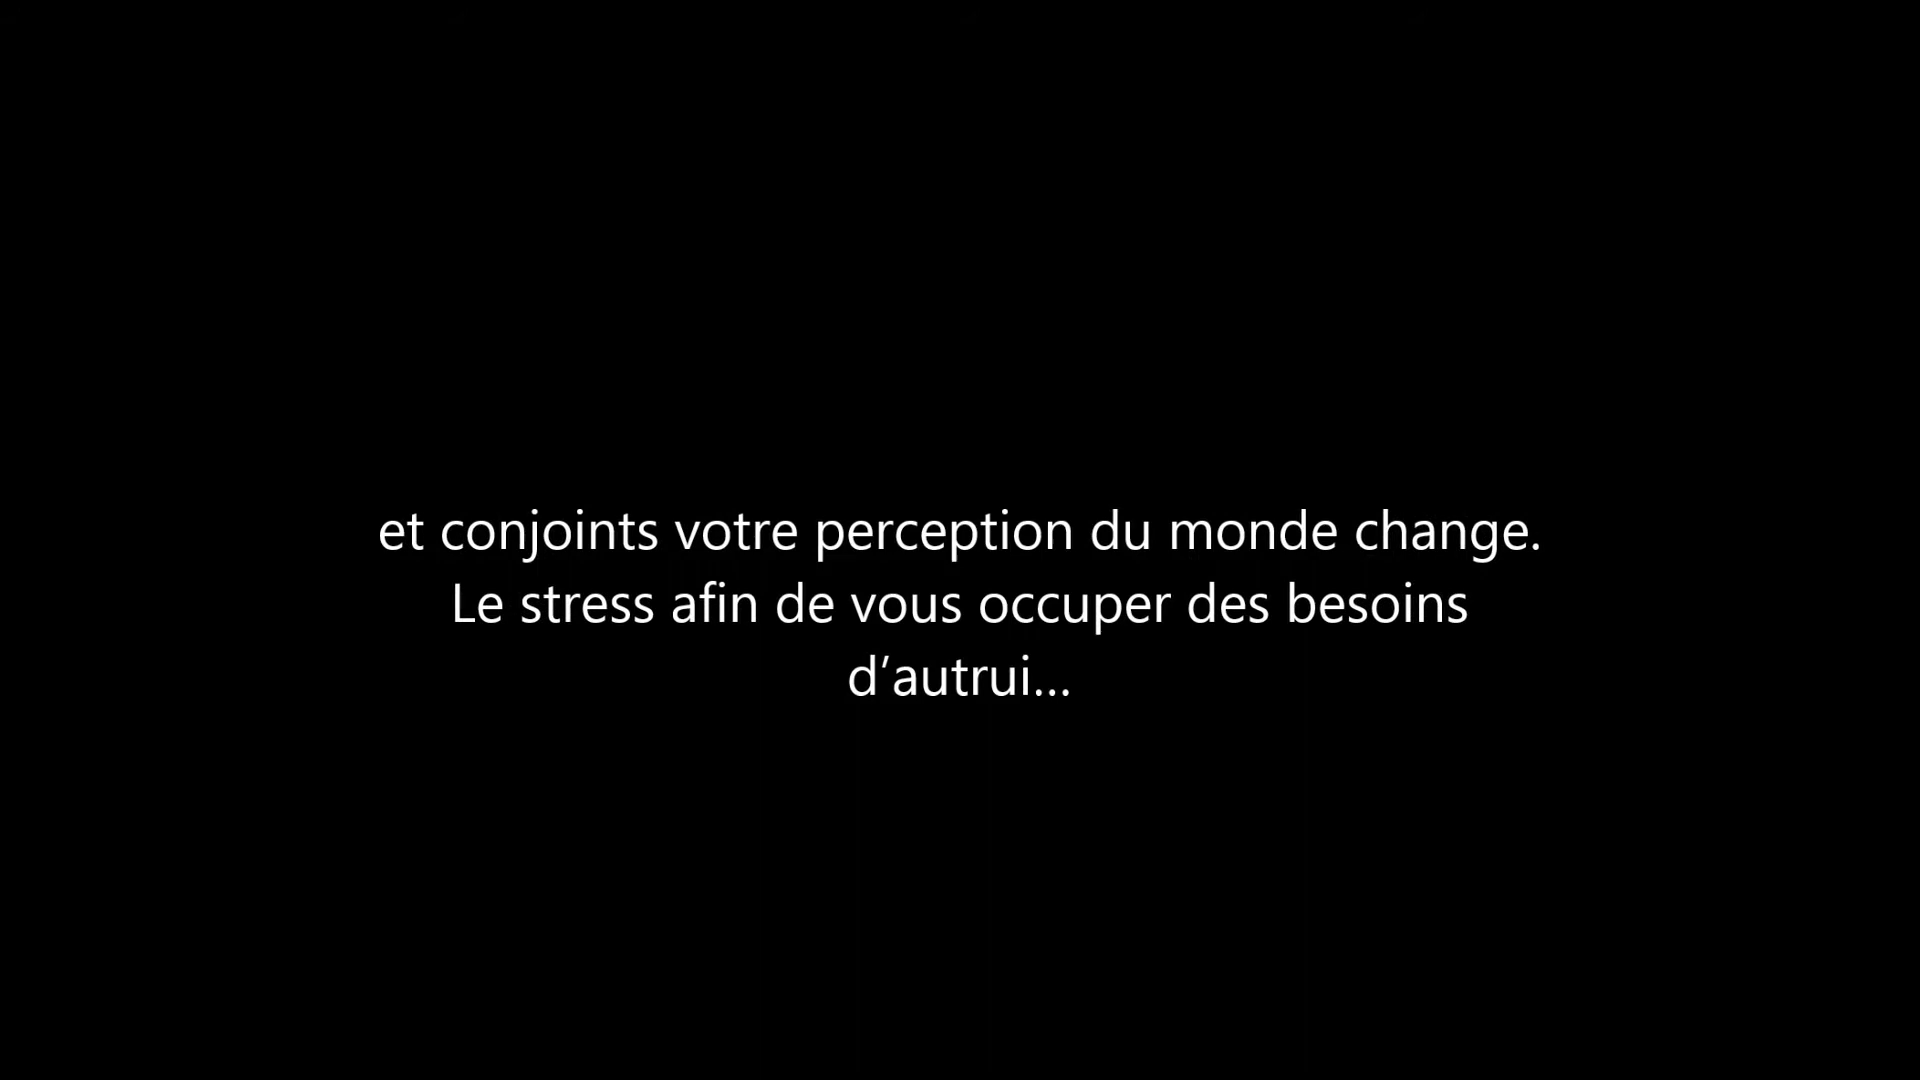 et conjoints votre perception du monde change.
Le stress afin de vous occuper des besoins
d’autrui...